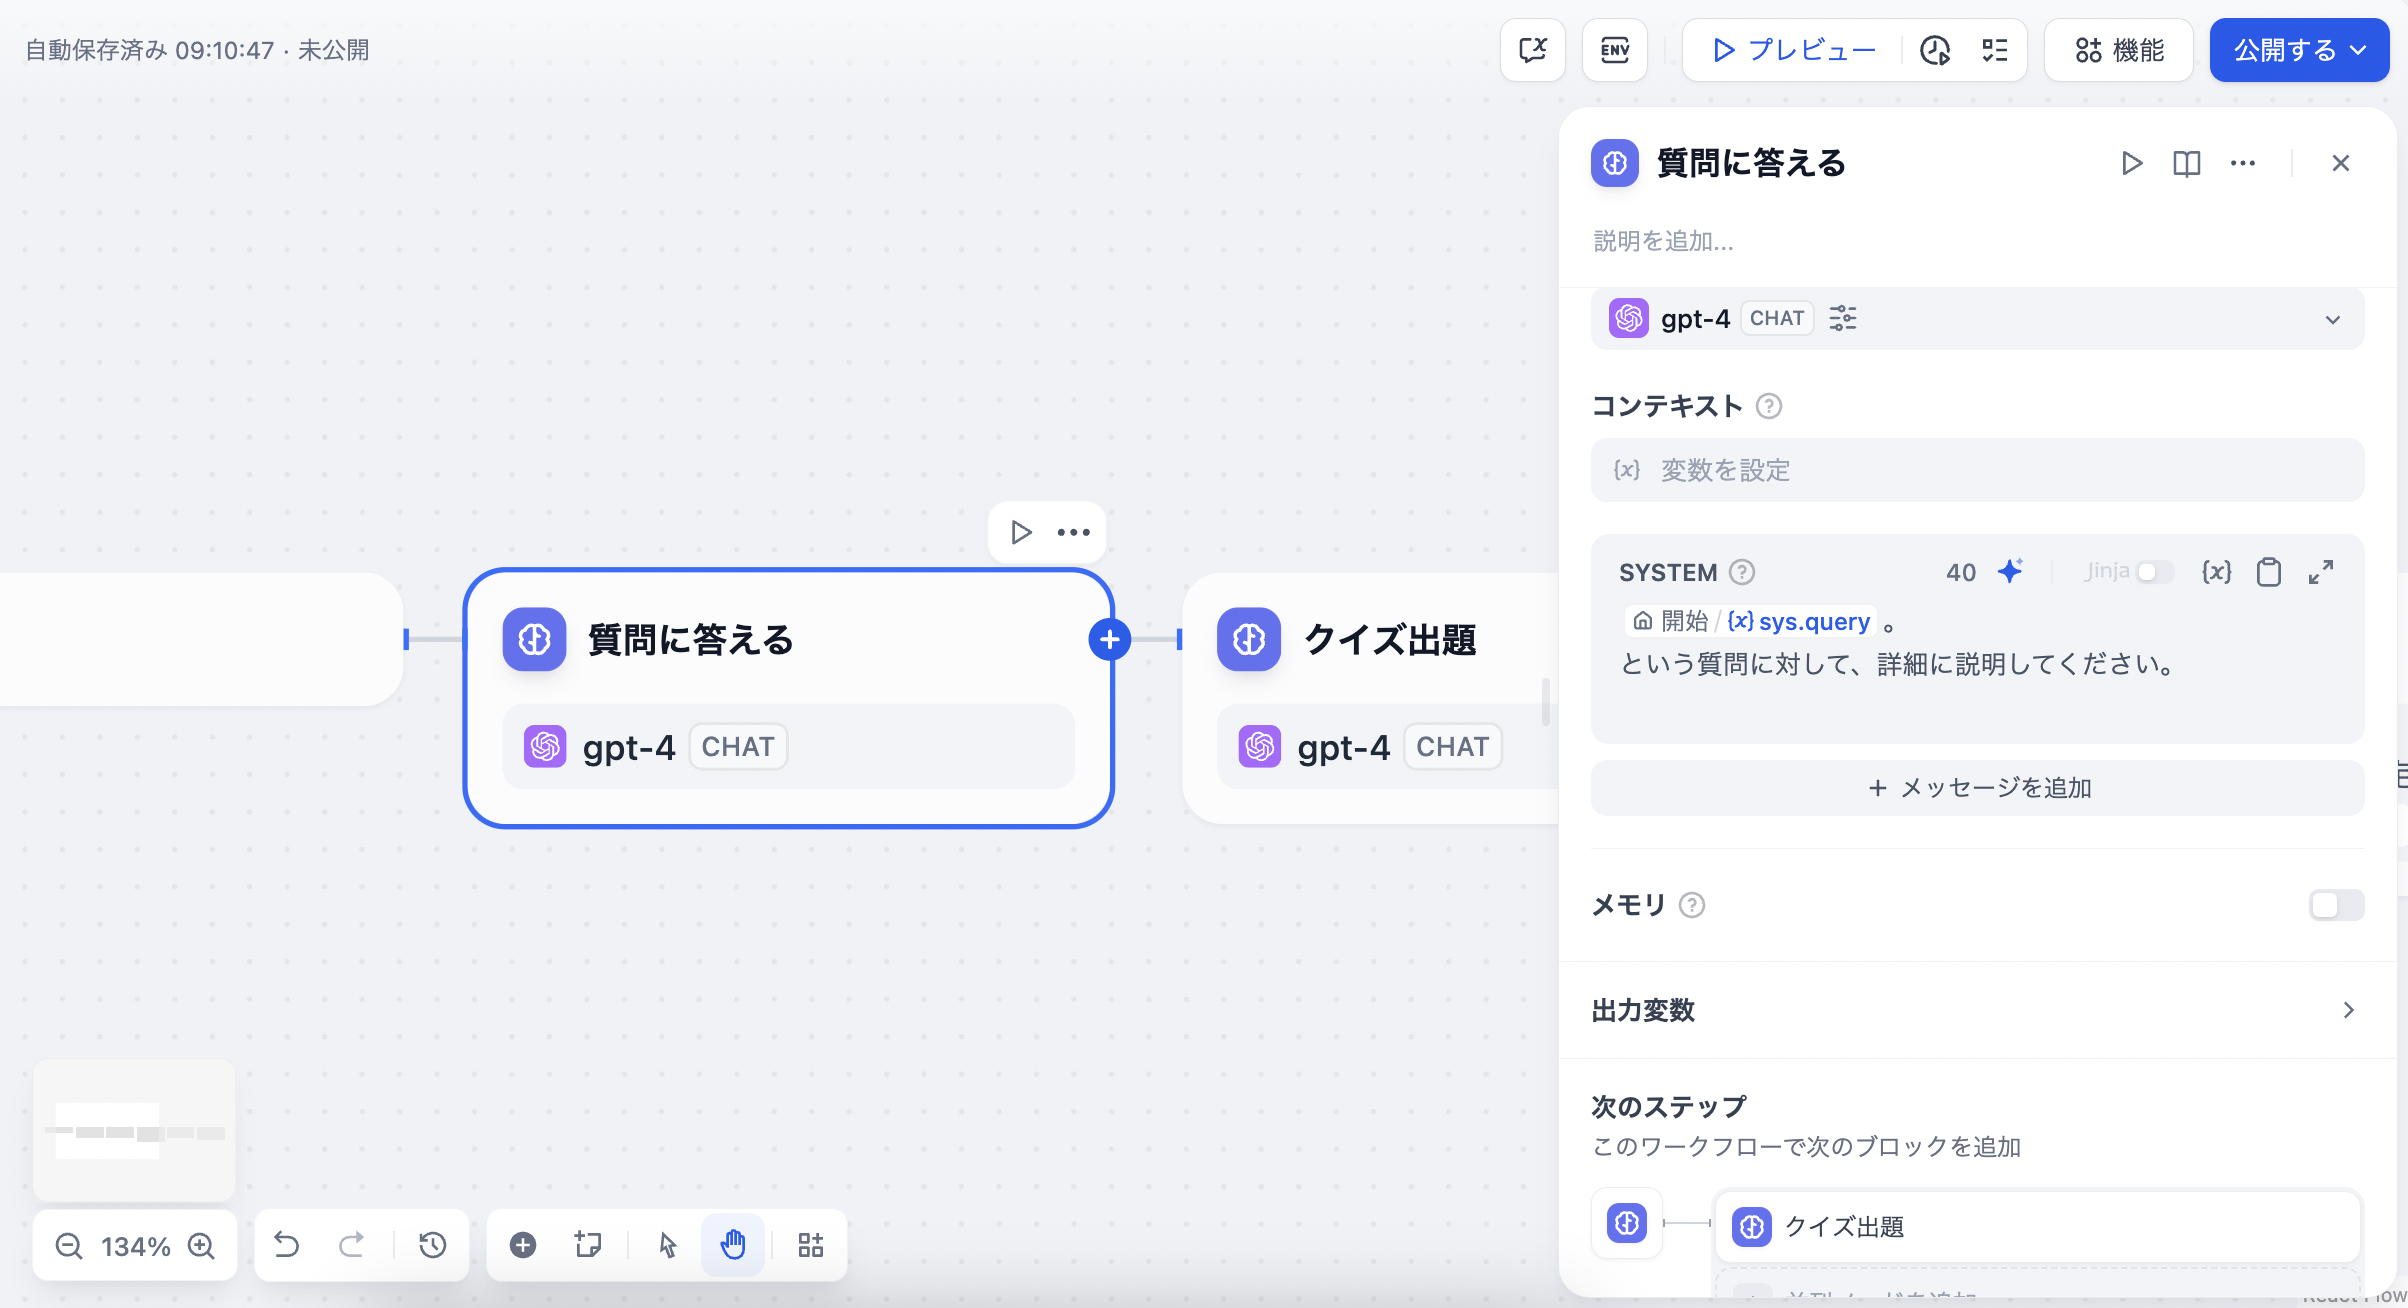 自動保存済み 09:10:47 · 未公開
ENV
プレビュー
機能
公開する
質問に答える
説明を追加...
gpt-4 CHAT
コンテキスト
{x} 変数を設定
SYSTEM 40 Jinja {x}
開始 / {x} sys.query 。
という質問に対して、詳細に説明してください。
+ メッセージを追加
メモリ
出力変数
次のステップ
このワークフローで次のブロックを追加
クイズ出題
質問に答える
gpt-4 CHAT
クイズ出題
gpt-4 CHAT
134%